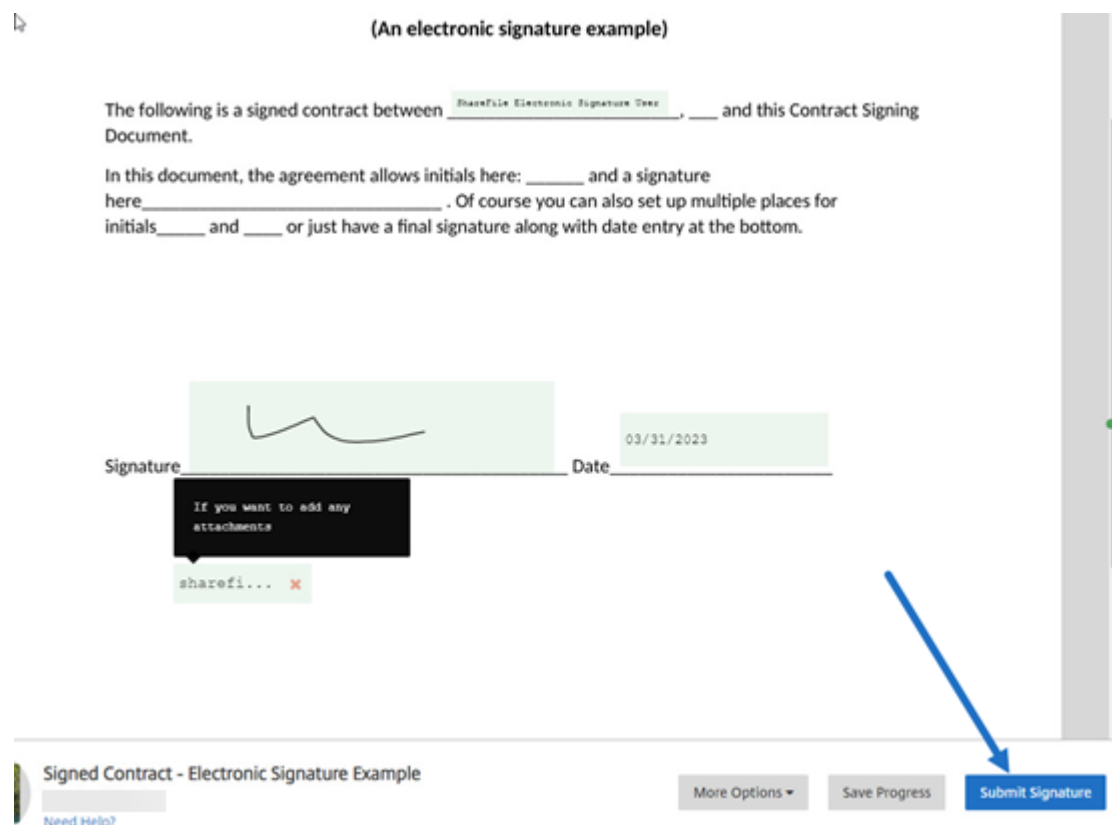 (An electronic signature example)
The following is a signed contract between ShareFile Electronic Signature User, ___ and this Contract Signing
Document.
In this document, the agreement allows initials here: ______ and a signature
here______________________________ . Of course you can also set up multiple places for
initials_____ and ____ or just have a final signature along with date entry at the bottom.
03/31/2023
Signature______________________________ Date______________________
If you want to add any
attachments
sharefi... ×
Signed Contract - Electronic Signature Example
More Options Save Progress Submit Signature
Need Help?